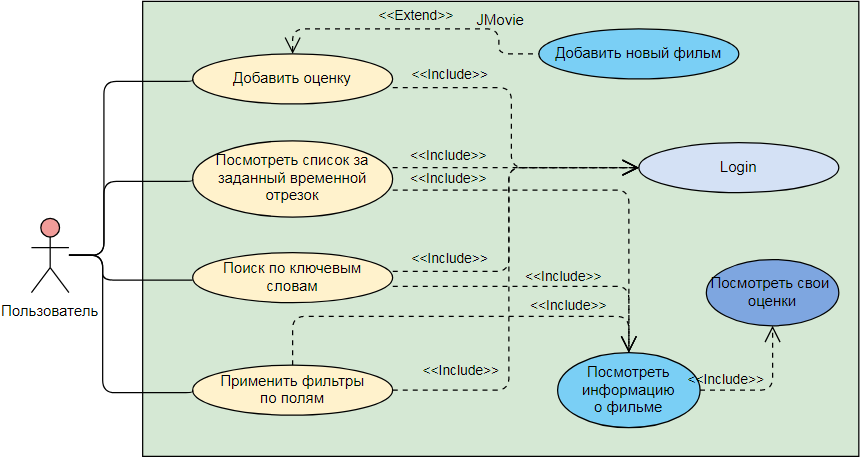 <<Extend>>
JMovie
Добавить новый фильм
Добавить оценку
<<Include>>
Посмотреть список за
заданный временной
отрезок
<<Include>>
<<Include>>
Login
Пользователь
Поиск по ключевым
словам
<<Include>>
<<Include>>
<<Include>>
Посмотреть свои
оценки
Применить фильтры
по полям
<<Include>>
Посмотреть
информацию
о фильме
<<Include>>